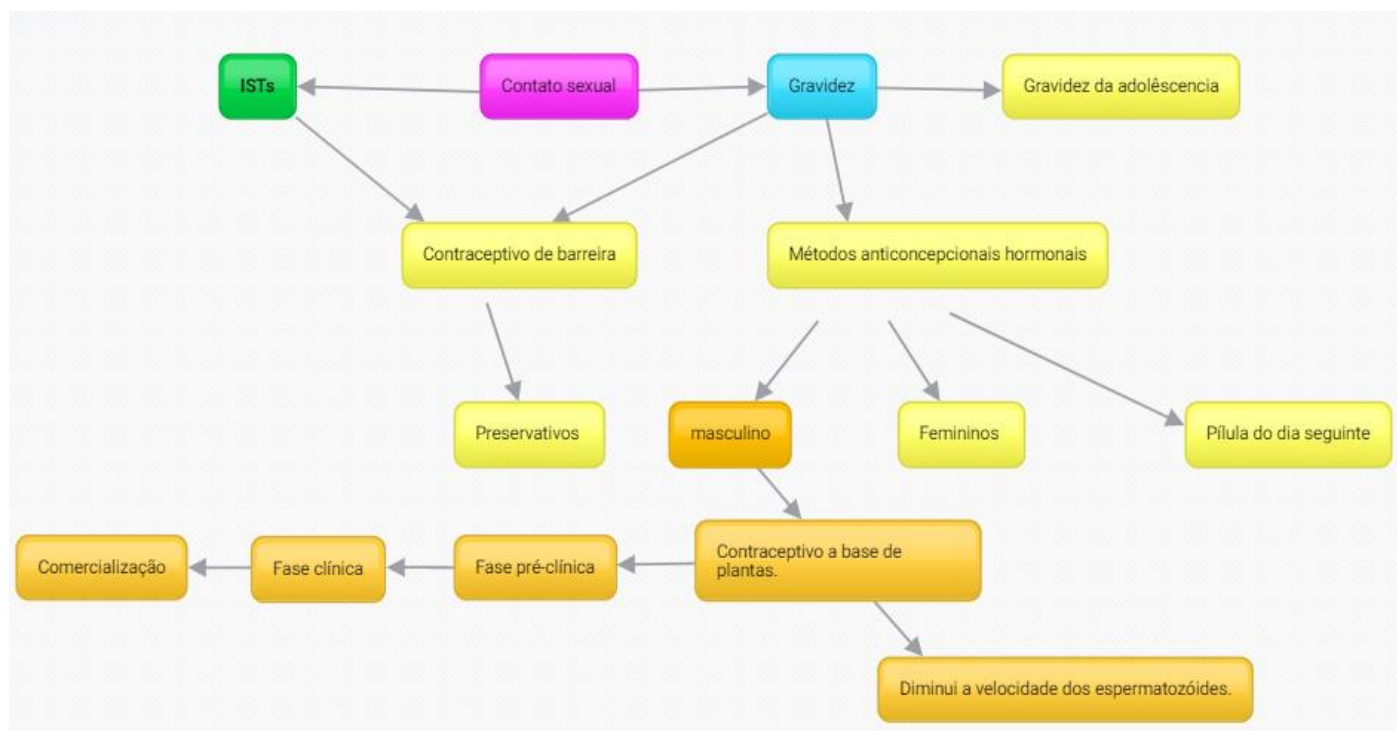 ISTs
Contato sexual
Gravidez
Gravidez da adolêscencia
Contraceptivo de barreira
Métodos anticoncepcionais hormonais
Preservativos
masculino
Femininos
Pílula do dia seguinte
Comercialização
Fase clínica
Fase pré-clínica
Contraceptivo a base de
plantas.
Diminui a velocidade dos espermatozóides.